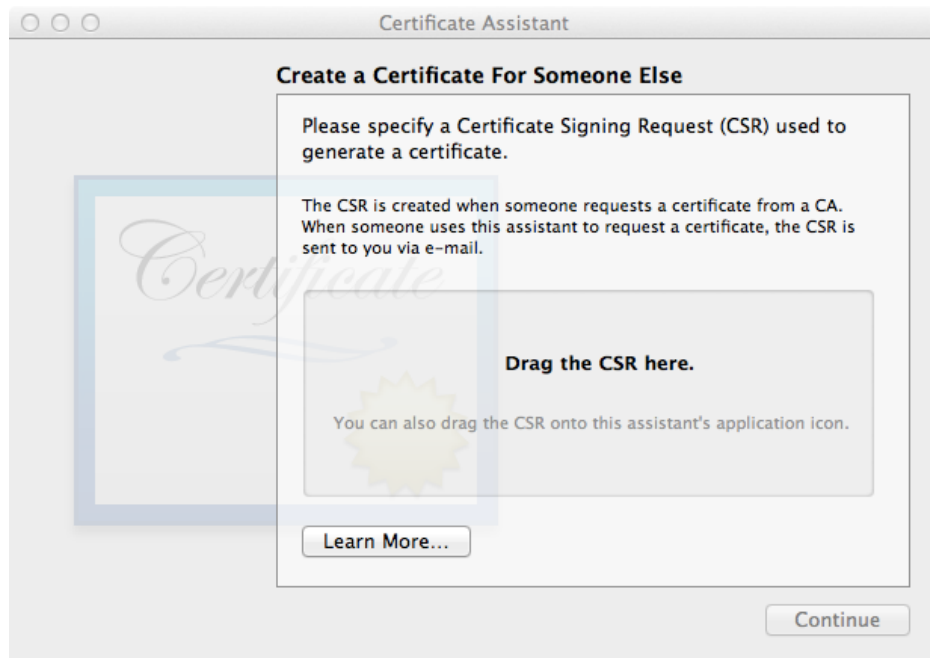 Certificate Assistant
Create a Certificate For Someone Else
Please specify a Certificate Signing Request (CSR) used to
generate a certificate.
The CSR is created when someone requests a certificate from a CA.
When someone uses this assistant to request a certificate, the CSR is
sent to you via e-mail.
Certificate
Drag the CSR here.
You can also drag the CSR onto this assistant's application icon.
Learn More...
Continue